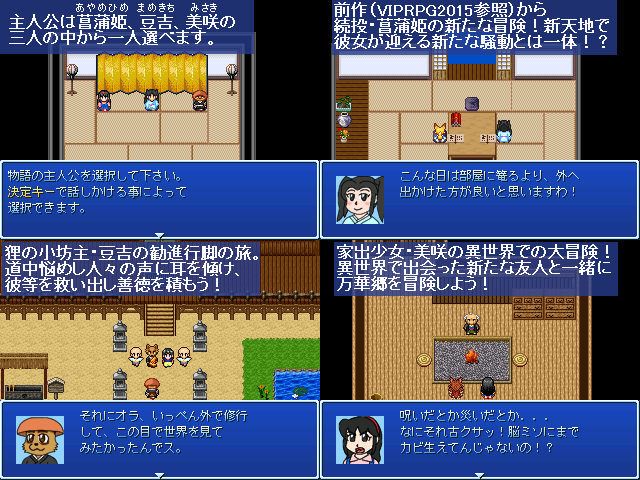 あやめひめ まめきち みさき
主人公は菖蒲姫、豆吉、美咲の
三人の中から一人選べます。
物語の主人公を選択して下さい。
決定キーで話しかける事によって
選択できます。
前作(VIPRPG2015参照)から
続投・菖蒲姫の新たな冒険!新天地で
彼女が迎える新たな騒動とは一体!?
こんな日は部屋に篭るより、外へ
出かけた方が良いと思いますわ!
狸の小坊主・豆吉の勧進行脚の旅。
道中悩めし人々の声に耳を傾け、
彼等を救い出し善徳を積もう!
それにオラ、いっぺん外で修行
して、この目で世界を見て
みたかったんでス。
家出少女・美咲の異世界での大冒険!
異世界で出会った新たな友人と一緒に
万華郷を冒険しよう!
呪いだとか災いだとか...
なにそれ古クサッ!脳ミソにまで
カビ生えてんじゃないの!?